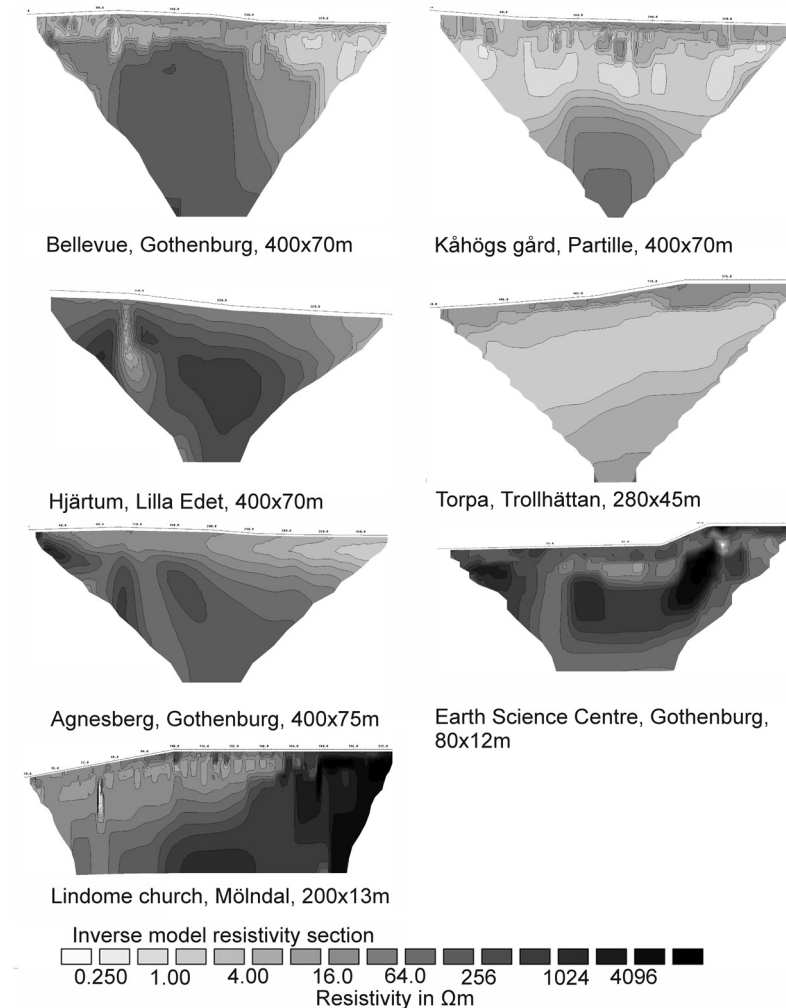 Bellevue, Gothenburg, 400x70m
Kåhögs gård, Partille, 400x70m
Hjärtum, Lilla Edet, 400x70m
Torpa, Trollhättan, 280x45m
Agnesberg, Gothenburg, 400x75m
Earth Science Centre, Gothenburg,
80x12m
Lindome church, Mölndal, 200x13m
Inverse model resistivity section
0.250 1.00 4.00 16.0 64.0 256 1024 4096
Resistivity in Ωm